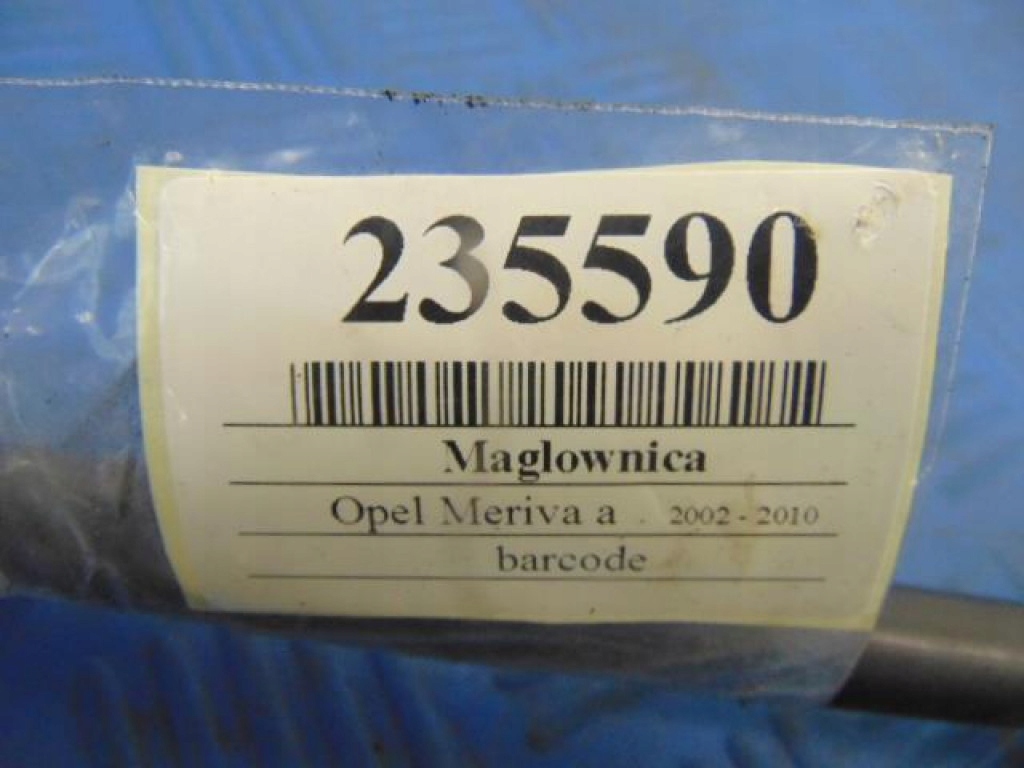 235590
Maglownica
Opel Meriva a . 2002 - 2010
barcode